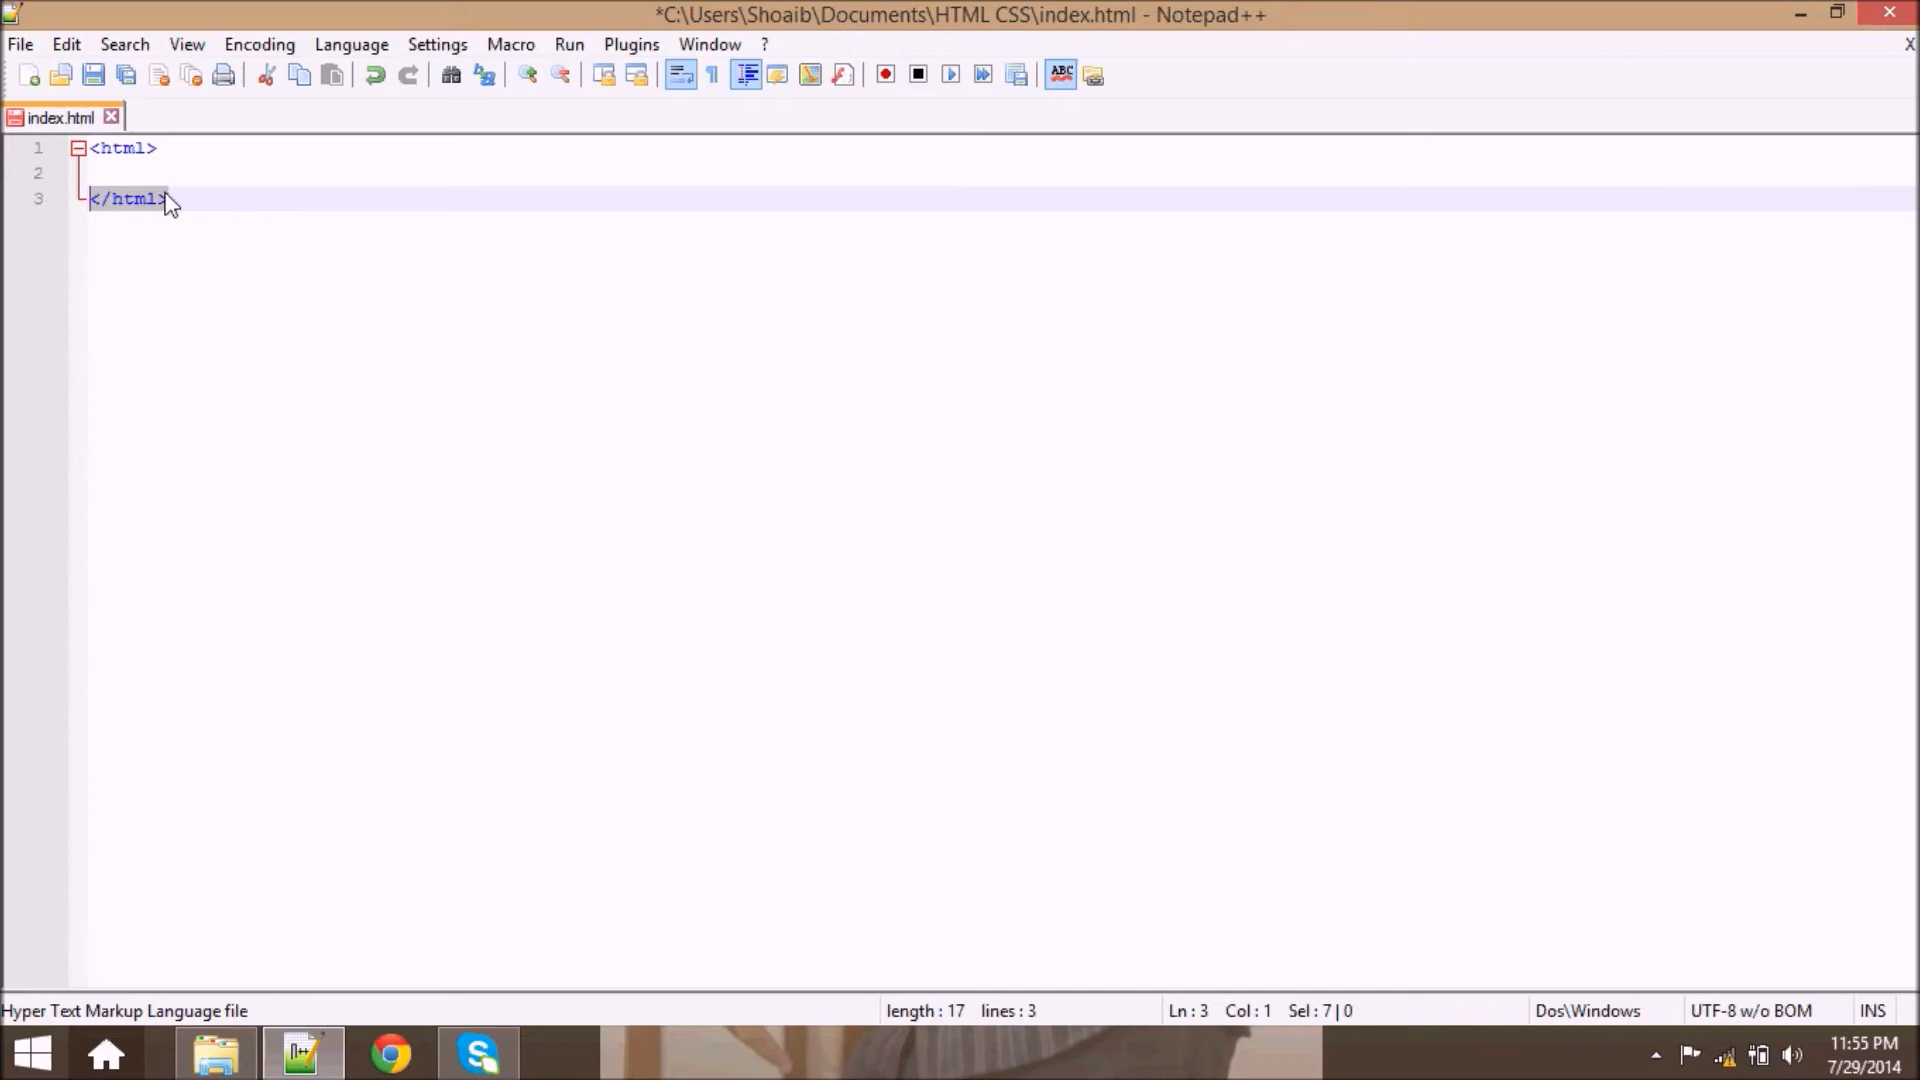 *C:\Users\Shoaib\Documents\HTML CSS\index.html - Notepad++
File Edit Search View Encoding Language Settings Macro Run Plugins Window ? X
ABC
index.html
1 <html>
2
3 </html>
Hyper Text Markup Language file length : 17 lines : 3 Ln : 3 Col : 1 Sel : 7 | 0 Dos\Windows UTF-8 w/o BOM INS
11:55 PM
7/29/2014